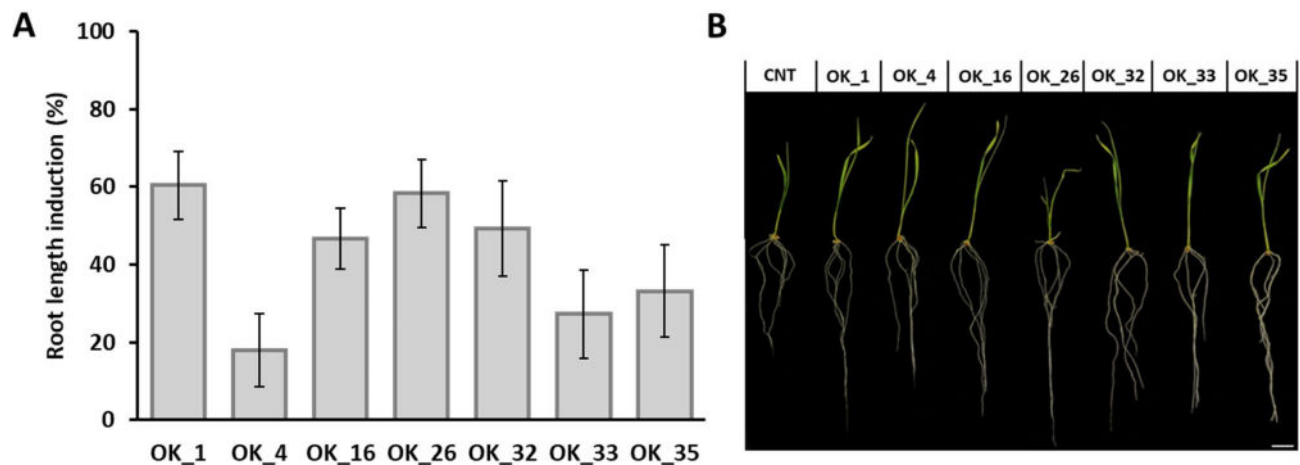 A
Root length induction (%)
100
80
60
40
20
0
OK_1 OK_4 OK_16 OK_26 OK_32 OK_33 OK_35
B
CNT OK_1 OK_4 OK_16 OK_26 OK_32 OK_33 OK_35